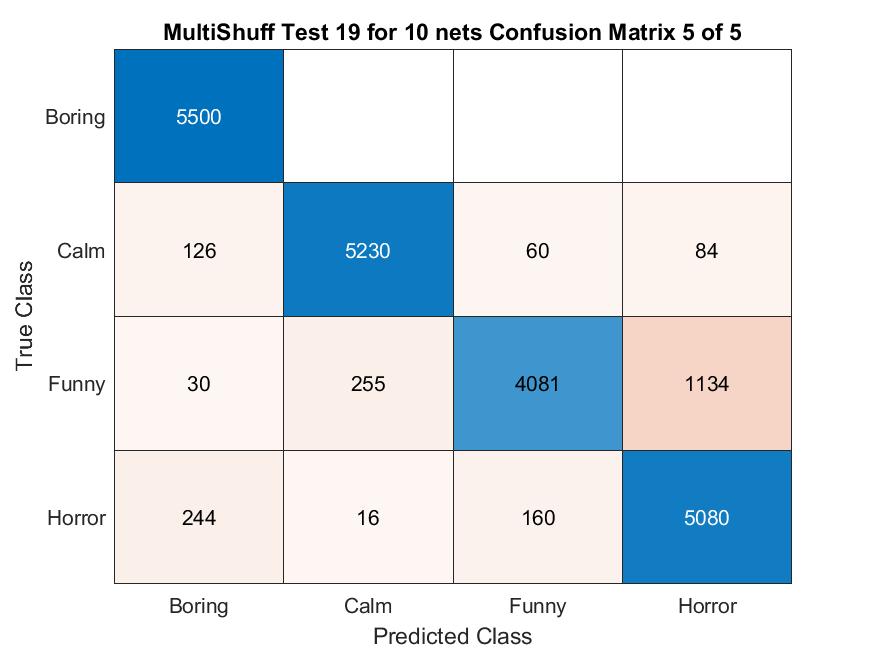 MultiShuff Test 19 for 10 nets Confusion Matrix 5 of 5
True Class
Boring
5500
Calm
126 5230 60 84
Funny
30 255 4081 1134
Horror
244 16 160 5080
Boring Calm Funny Horror
Predicted Class